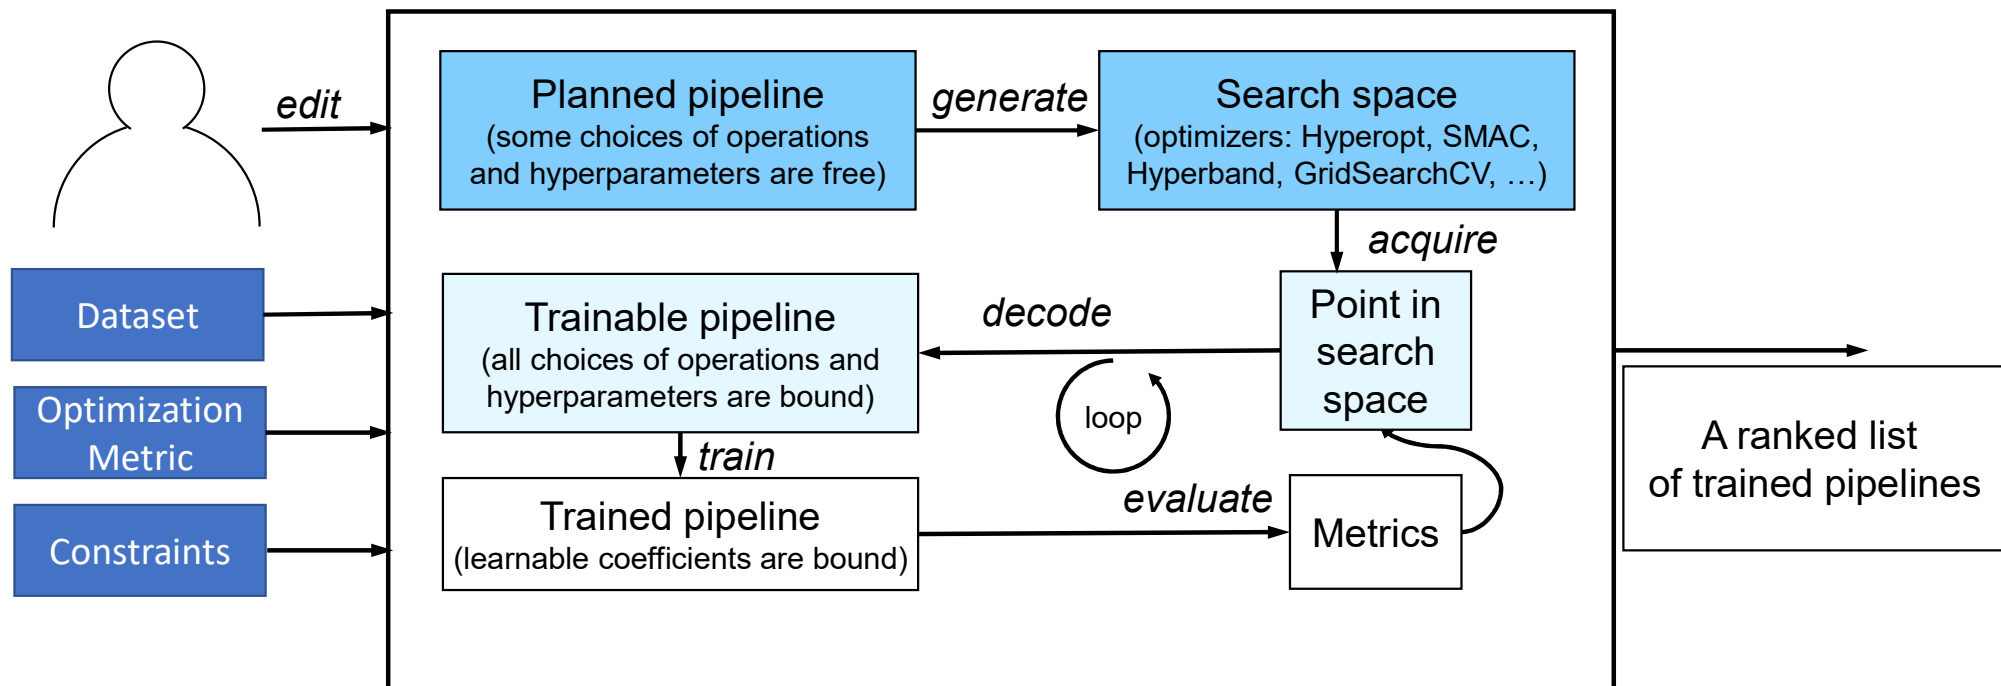 edit
Planned pipeline
(some choices of operations
and hyperparameters are free)
generate
Search space
(optimizers: Hyperopt, SMAC,
Hyperband, GridSearchCV, …)
acquire
Dataset
Trainable pipeline
(all choices of operations and
hyperparameters are bound)
decode
loop
Point in
search
space
Optimization
Metric
train
Constraints
Trained pipeline
(learnable coefficients are bound)
evaluate
Metrics
A ranked list
of trained pipelines